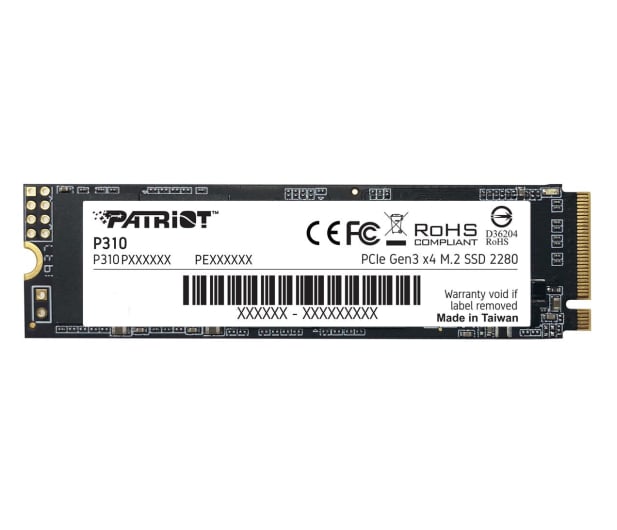 PATRIOT™
P310
P310PXXXXXX PEXXXXXX
CE FC RoHS
COMPLIANT
D36204
RoHS
PCIe Gen3 x4 M.2 SSD 2280
XXXXXX - XXXXXXXXX
Warranty void if
label removed
Made in Taiwan